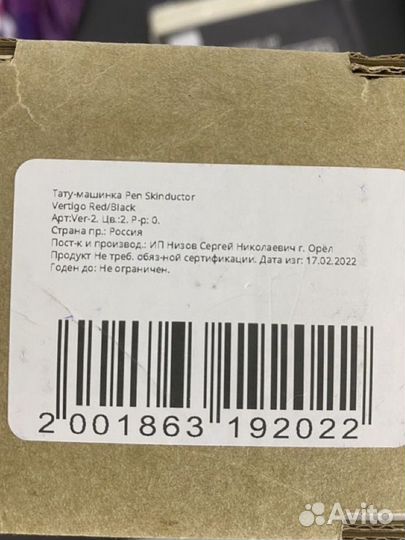 Тату-машинка Pen Skinductor
Vertigo Red/Black
Арт:Ver-2. Цв.:2. Р-р: 0.
Страна пр.: Россия
Пост-к и производ.: ИП Низов Сергей Николаевич г. Орёл
Продукт Не треб. обяз-ной сертификации. Дата изг: 17.02.2022
Годен до: Не ограничен.
2 001863 192022
Avito